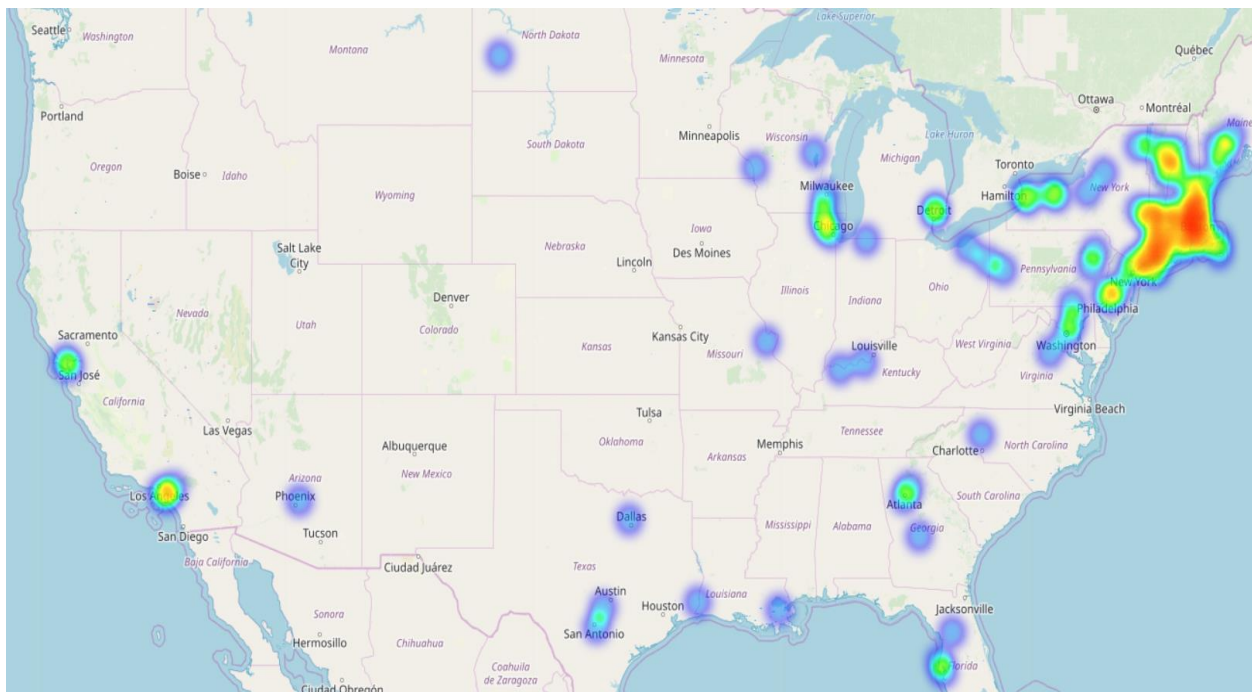 Lake Superior
Seattle
Washington
Montana
North Dakota
Minnesota
Québec
Ottawa
Montréal
Portland
Minneapolis
Wisconsin
Lake Huron
Maine
Oregon
Boise
Idaho
South Dakota
Michigan
Toronto
Wyoming
Milwaukee
Hamilton
New York
Detroit
Chicago
Iowa
Salt Lake
City
Nebraska
Des Moines
Lincoln
Pennsylvania
New York
Denver
Illinois
Indiana
Ohio
Philadelphia
Nevada
Utah
Colorado
Sacramento
Kansas City
Kansas
Missouri
Louisville
West Virginia
Washington
San José
Kentucky
Virginia
California
Tulsa
Virginia Beach
Las Vegas
Albuquerque
Oklahoma
Memphis
Tennessee
Charlotte
North Carolina
Arizona
New Mexico
Arkansas
Los Angeles
Phoenix
Atlanta
South Carolina
Dallas
Mississippi
Alabama
Georgia
San Diego
Tucson
Baja California
Ciudad Juárez
Texas
Austin
Houston
Louisiana
Jacksonville
Sonora
San Antonio
Hermosillo
Chihuahua
Coahuila
de Zaragoza
Florida
Ciudad Obregón